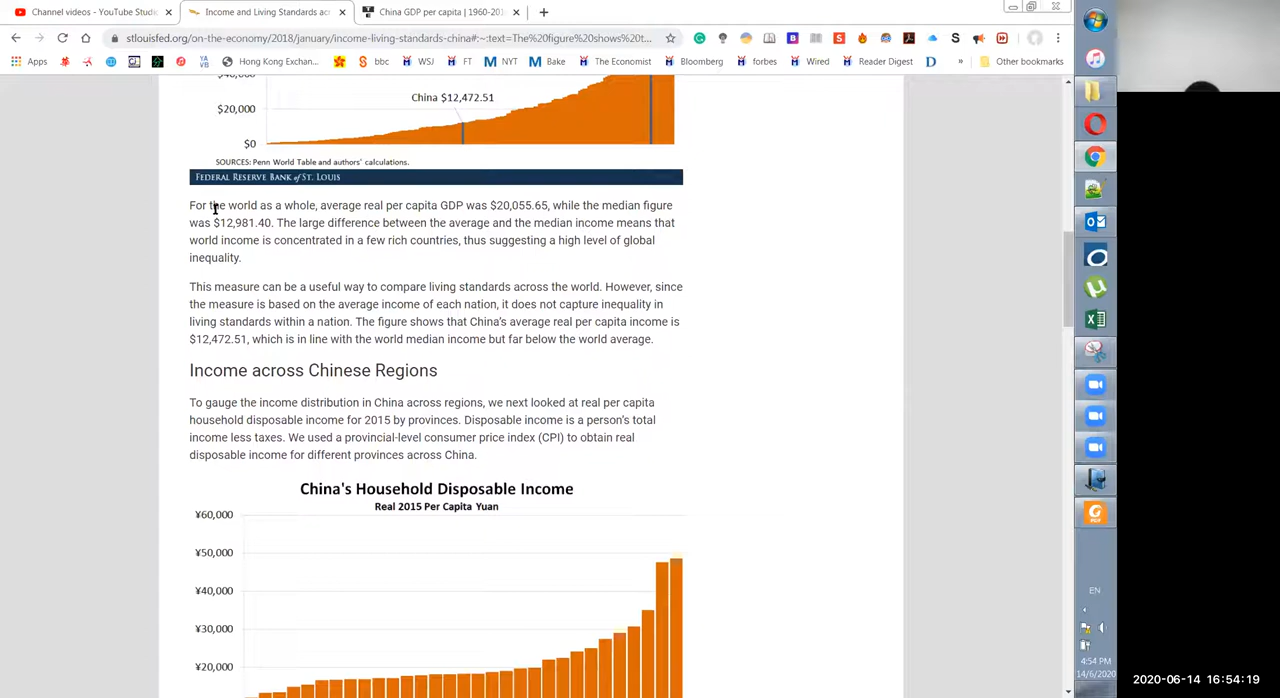 Channel videos - YouTube Studi
Income and Living Standards ac
China GDP per capita | 1960-201
stlouisfed.org/on-the-economy/2018/january/income-living-standards-china#:~:text=The%20figure%20shows%20t...
Apps
YA VB
Hong Kong Exchan...
bbc
WSJ
FT
NYT
Bake
The Economist
Bloomberg
forbes
Wired
Reader Digest
Other bookmarks
$40,000
China $12,472.51
$20,000
$0
SOURCES: Penn World Table and authors' calculations.
FEDERAL RESERVE BANK of ST. LOUIS
For the world as a whole, average real per capita GDP was $20,055.65, while the median figure
was $12,981.40. The large difference between the average and the median income means that
world income is concentrated in a few rich countries, thus suggesting a high level of global
inequality.
This measure can be a useful way to compare living standards across the world. However, since
the measure is based on the average income of each nation, it does not capture inequality in
living standards within a nation. The figure shows that China's average real per capita income is
$12,472.51, which is in line with the world median income but far below the world average.
Income across Chinese Regions
To gauge the income distribution in China across regions, we next looked at real per capita
household disposable income for 2015 by provinces. Disposable income is a person's total
income less taxes. We used a provincial-level consumer price index (CPI) to obtain real
disposable income for different provinces across China.
China's Household Disposable Income
Real 2015 Per Capita Yuan
¥60,000
¥50,000
¥40,000
¥30,000
¥20,000
EN
4:54 PM
14/6/2020
2020-06-14 16:54:19